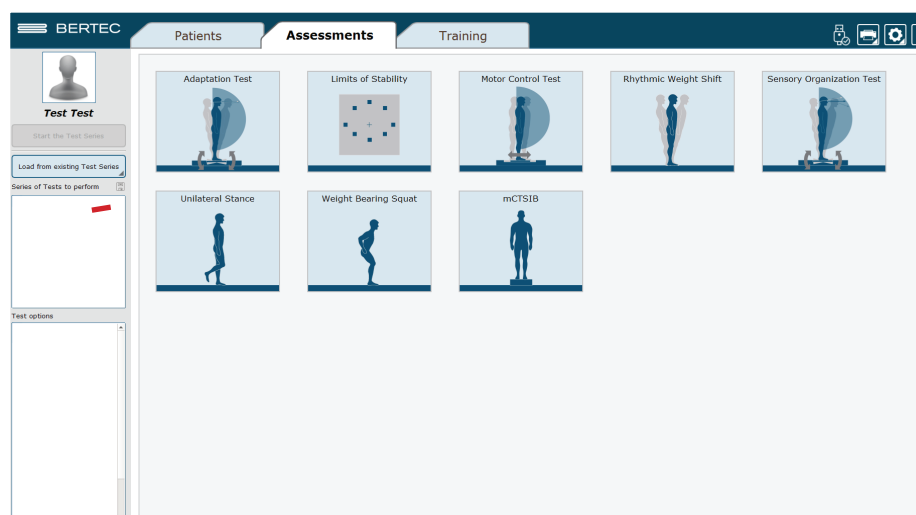 BERTEC
Patients
Assessments
Training
Test Test
Start the Test Series
Load from existing Test Series
Series of Tests to perform
Test options
Adaptation Test
Limits of Stability
Motor Control Test
Rhythmic Weight Shift
Sensory Organization Test
Unilateral Stance
Weight Bearing Squat
mCTSIB